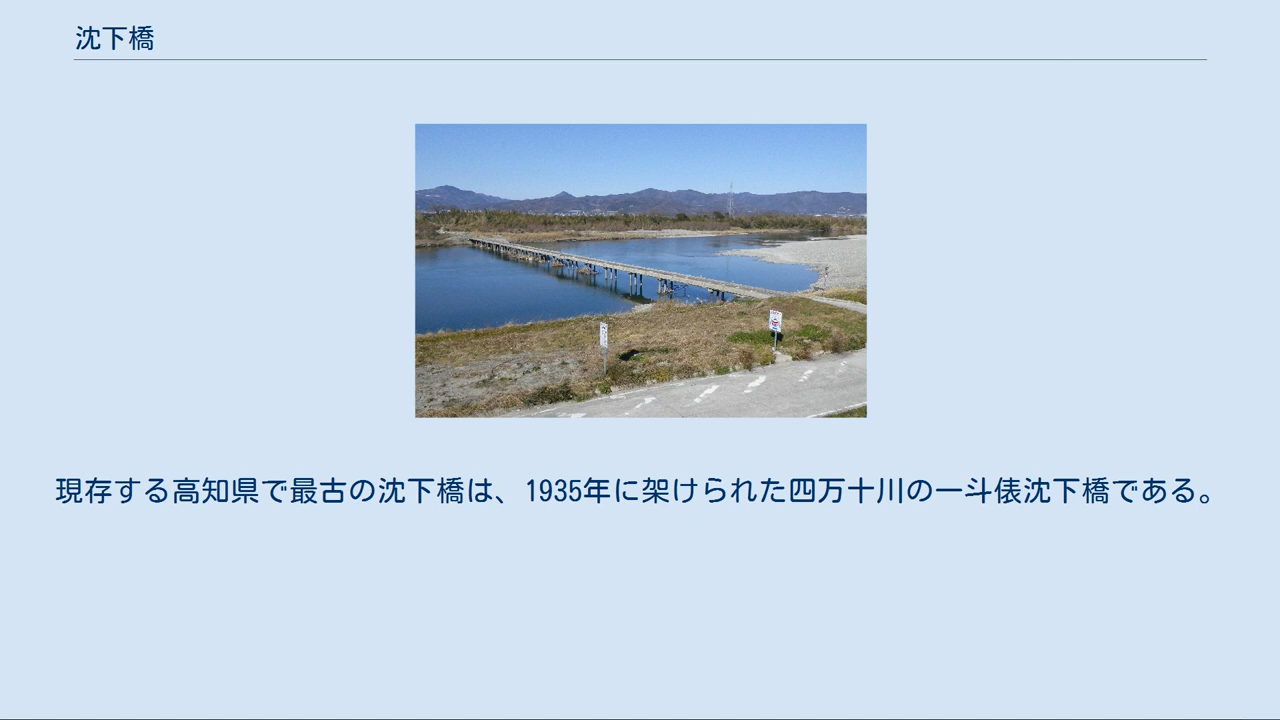 沈下橋
現存する高知県で最古の沈下橋は、1935年に架けられた四万十川の一斗俵沈下橋である。